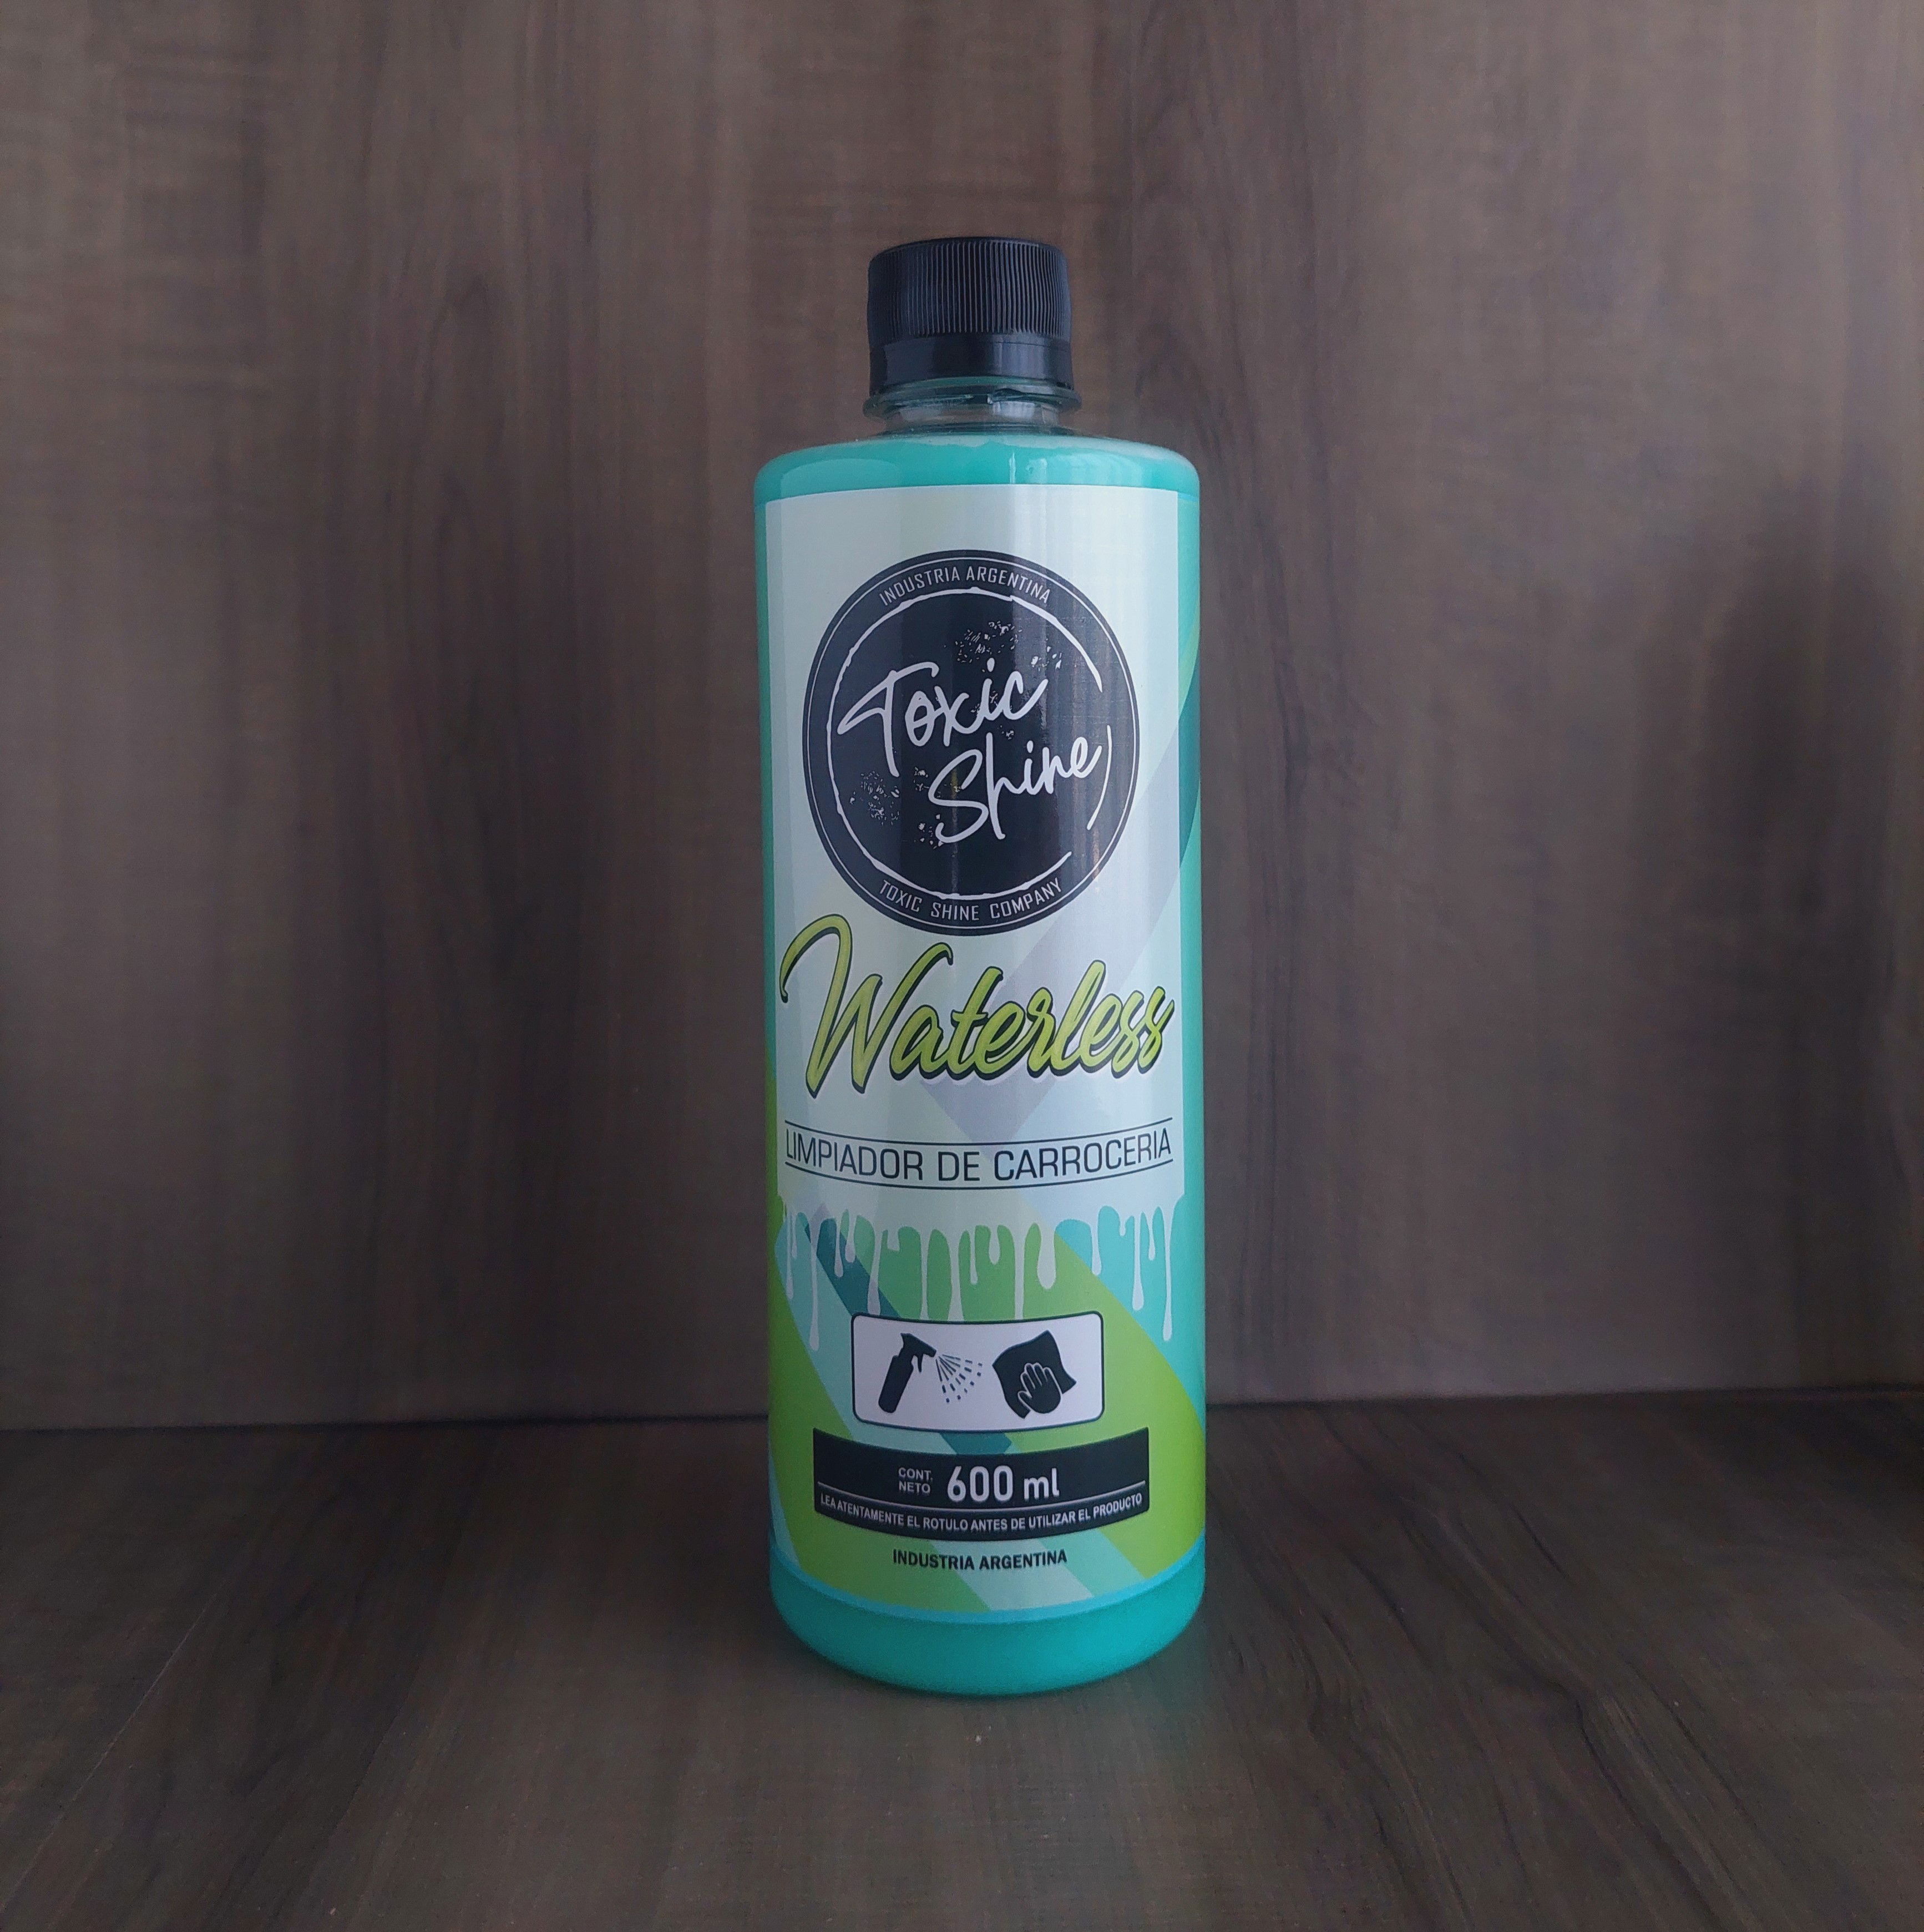 INDUSTRIA ARGENTINA
Toxic
Shine
TOXIC SHINE COMPANY
Waterless
LIMPIADOR DE CARROCERIA
CONT.
NETO
600 ml
LEA ATENTAMENTE EL ROTULO ANTES DE UTILIZAR EL PRODUCTO
INDUSTRIA ARGENTINA